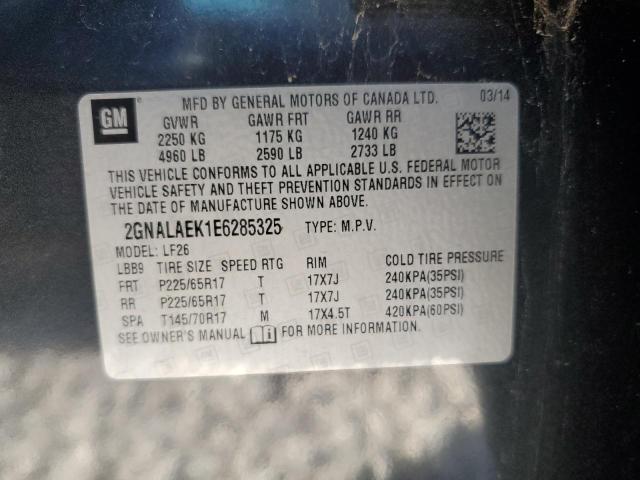 GM
MFD BY GENERAL MOTORS OF CANADA LTD. 03/14
GVWR GAWR FRT GAWR RR
2250 KG 1175 KG 1240 KG
4960 LB 2590 LB 2733 LB
THIS VEHICLE CONFORMS TO ALL APPLICABLE U.S. FEDERAL MOTOR
VEHICLE SAFETY AND THEFT PREVENTION STANDARDS IN EFFECT ON
THE DATE OF MANUFACTURE SHOWN ABOVE.
2GNALAEK1E6285325 TYPE: M.P.V.
MODEL: LF26
LBB9 TIRE SIZE SPEED RTG RIM COLD TIRE PRESSURE
FRT P225/65R17 T 17X7J 240KPA(35PSI)
RR P225/65R17 T 17X7J 240KPA(35PSI)
SPA T145/70R17 M 17X4.5T 420KPA(60PSI)
SEE OWNER'S MANUAL FOR MORE INFORMATION.